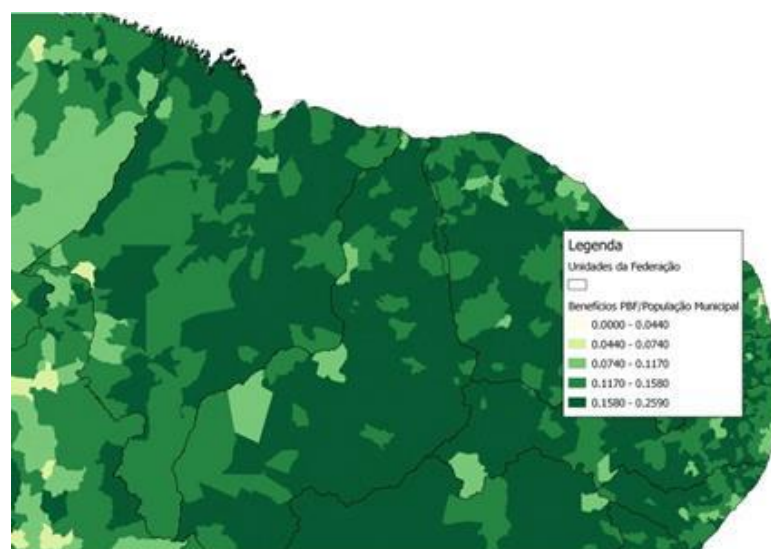 Legenda
Unidades da Federação
Benefícios PBF/População Municipal
0.0000 - 0.0440
0.0440 - 0.0740
0.0740 - 0.1170
0.1170 - 0.1580
0.1580 - 0.2590